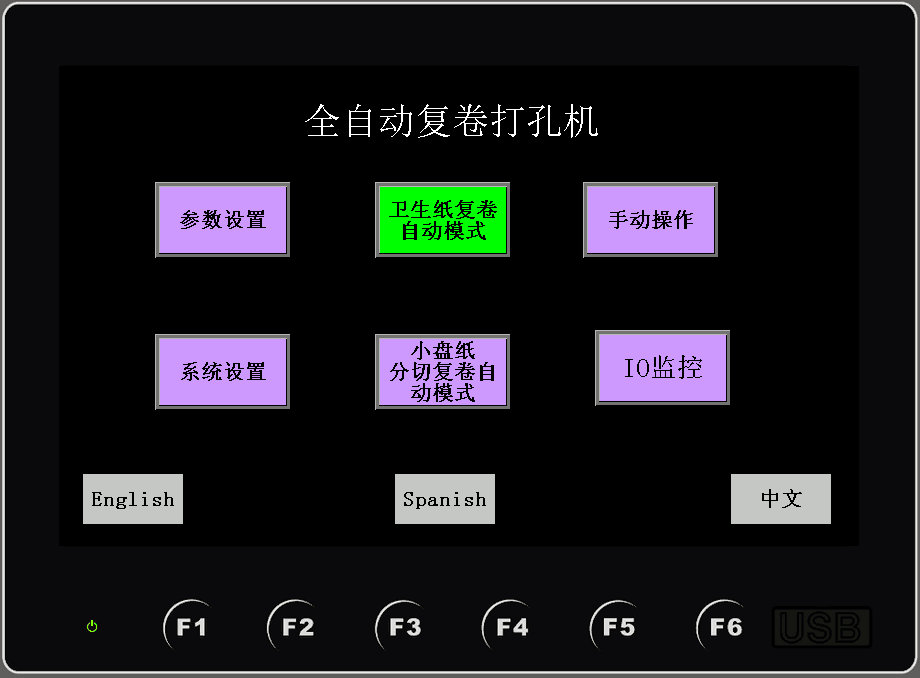 全自动复卷打孔机
参数设置
卫生纸复卷
自动模式
手动操作
系统设置
小盘纸
分切复卷自
动模式
IO监控
English
Spanish
中文
F1
F2
F3
F4
F5
F6
USB